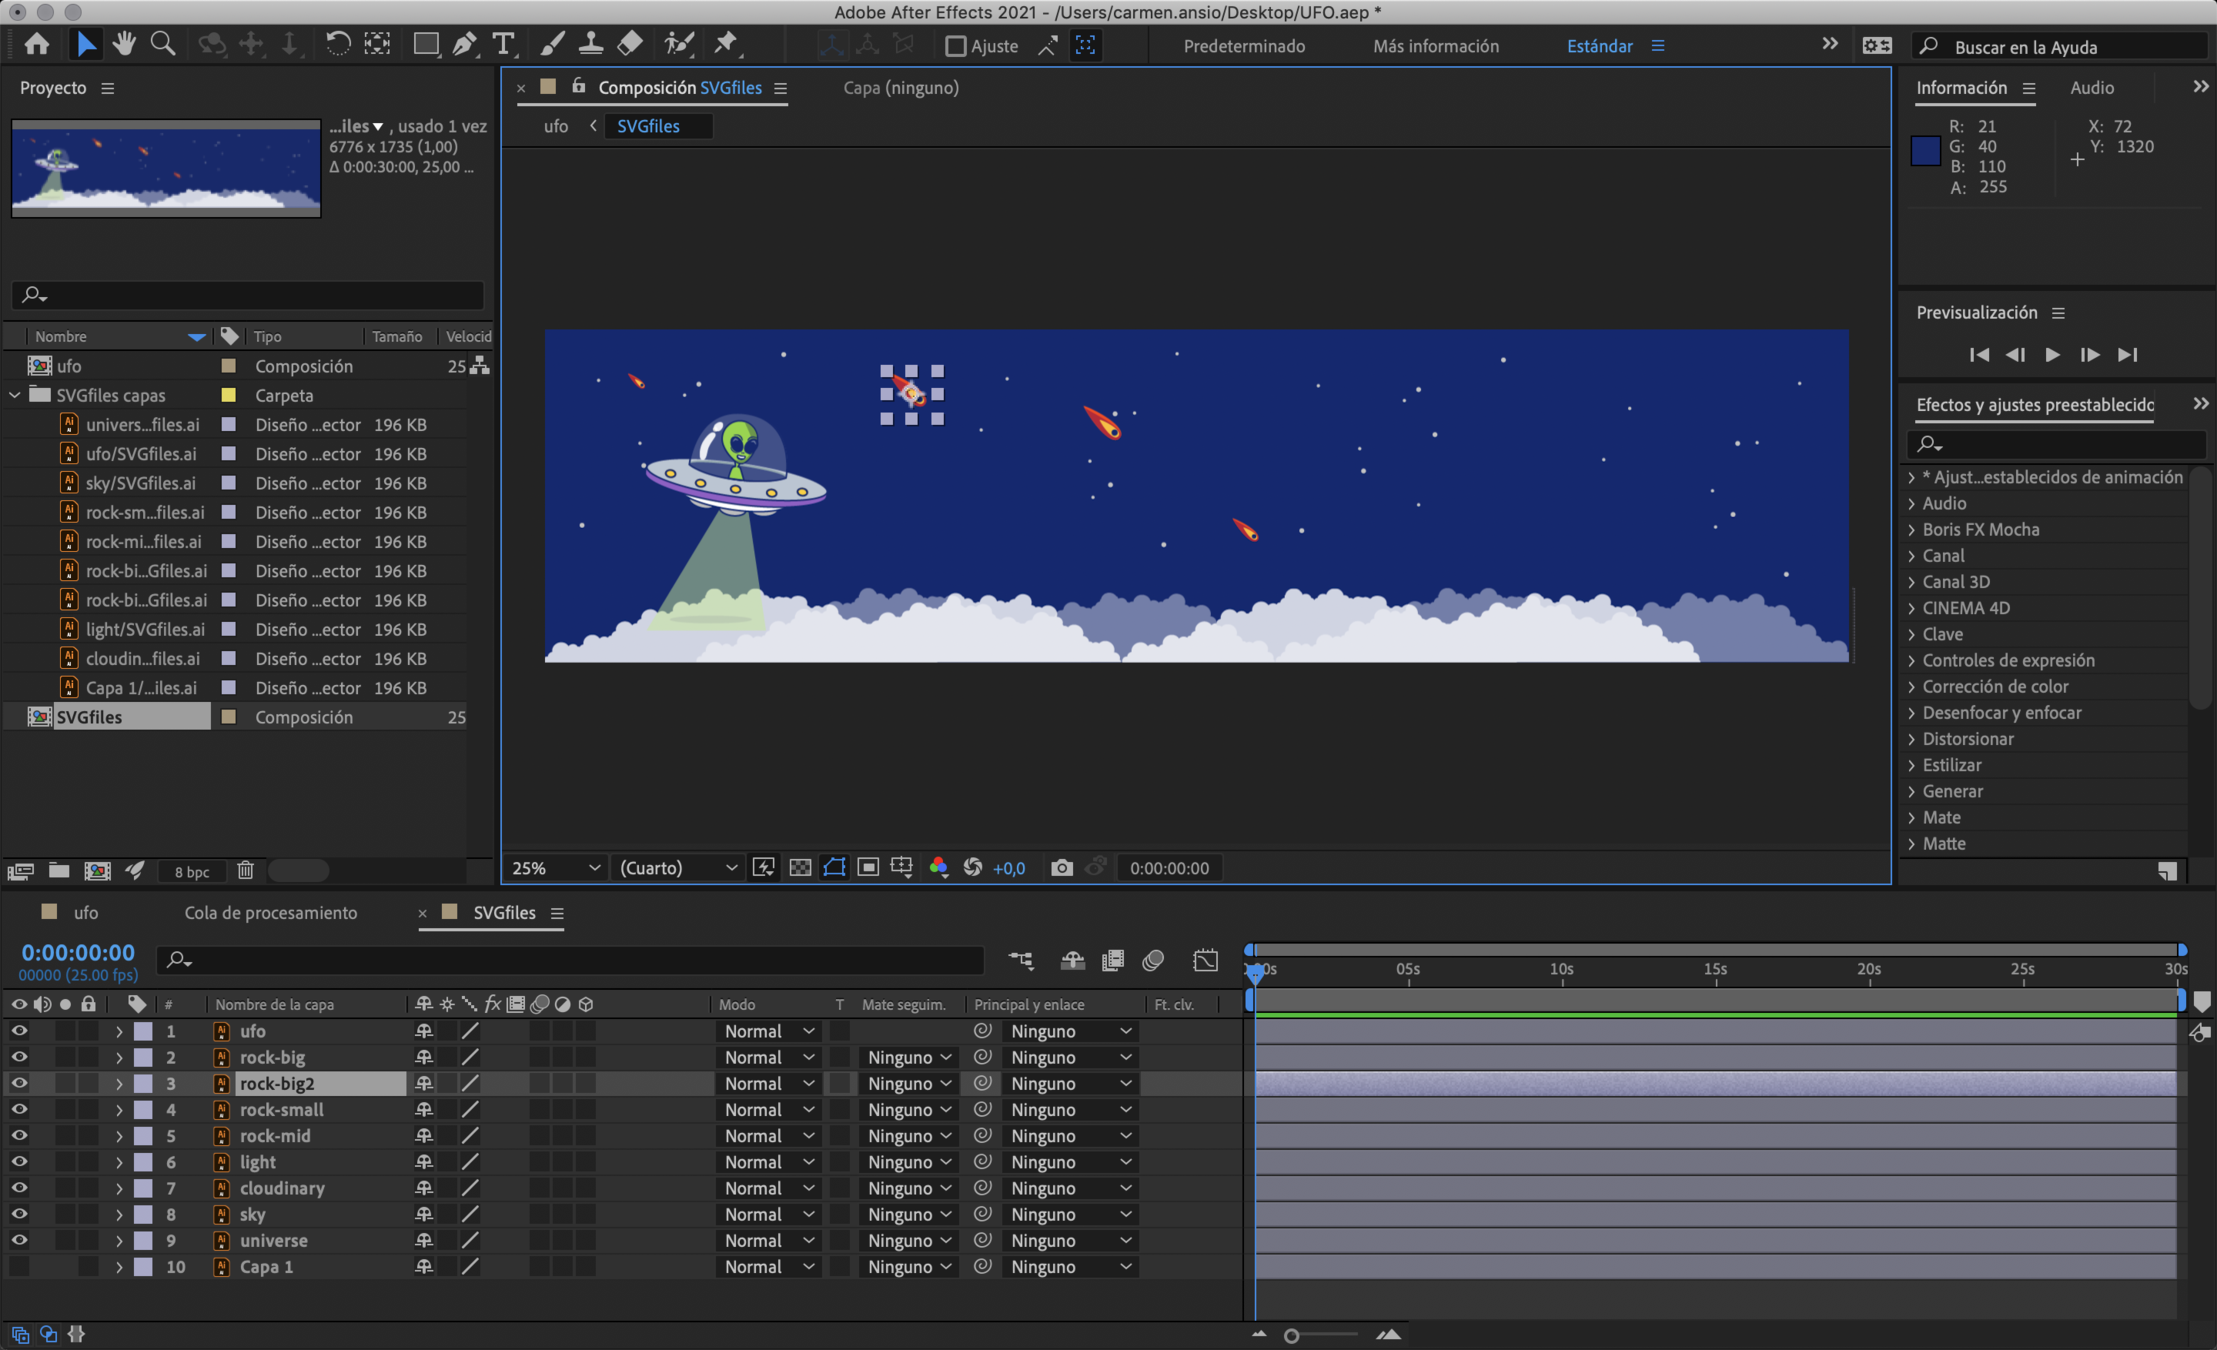 Adobe After Effects 2021 - /Users/carmen.ansio/Desktop/UFO.aep *
Ajuste
Predeterminado
Más información
Estándar
Buscar en la Ayuda
Proyecto
...iles , usado 1 vez
6776 x 1735 (1,00)
Δ 0:00:30:00, 25,00 ...
Nombre Tipo Tamaño Velocid
ufo Composición 25
SVGfiles capas Carpeta
univers...files.ai Diseño ...ector 196 KB
ufo/SVGfiles.ai Diseño ...ector 196 KB
sky/SVGfiles.ai Diseño ...ector 196 KB
rock-sm...files.ai Diseño ...ector 196 KB
rock-mi...files.ai Diseño ...ector 196 KB
rock-bi...Gfiles.ai Diseño ...ector 196 KB
rock-bi...Gfiles.ai Diseño ...ector 196 KB
light/SVGfiles.ai Diseño ...ector 196 KB
cloudin...files.ai Diseño ...ector 196 KB
Capa 1/...iles.ai Diseño ...ector 196 KB
SVGfiles Composición 25
8 bpc
Composición SVGfiles
Capa (ninguno)
ufo
SVGfiles
25% (Cuarto) +0,0 0:00:00:00
Información Audio
R: 21 X: 72
G: 40 Y: 1320
B: 110
A: 255
Previsualización
Efectos y ajustes preestablecido
* Ajust...establecidos de animación
Audio
Boris FX Mocha
Canal
Canal 3D
CINEMA 4D
Clave
Controles de expresión
Corrección de color
Desenfocar y enfocar
Distorsionar
Estilizar
Generar
Mate
Matte
ufo
Cola de procesamiento
SVGfiles
0:00:00:00
00000 (25.00 fps)
00s 05s 10s 15s 20s 25s 30s
# Nombre de la capa fx Modo T Mate seguim. Principal y enlace Ft. clv.
1 ufo Normal Ninguno
2 rock-big Normal Ninguno Ninguno
3 rock-big2 Normal Ninguno Ninguno
4 rock-small Normal Ninguno Ninguno
5 rock-mid Normal Ninguno Ninguno
6 light Normal Ninguno Ninguno
7 cloudinary Normal Ninguno Ninguno
8 sky Normal Ninguno Ninguno
9 universe Normal Ninguno Ninguno
10 Capa 1 Normal Ninguno Ninguno